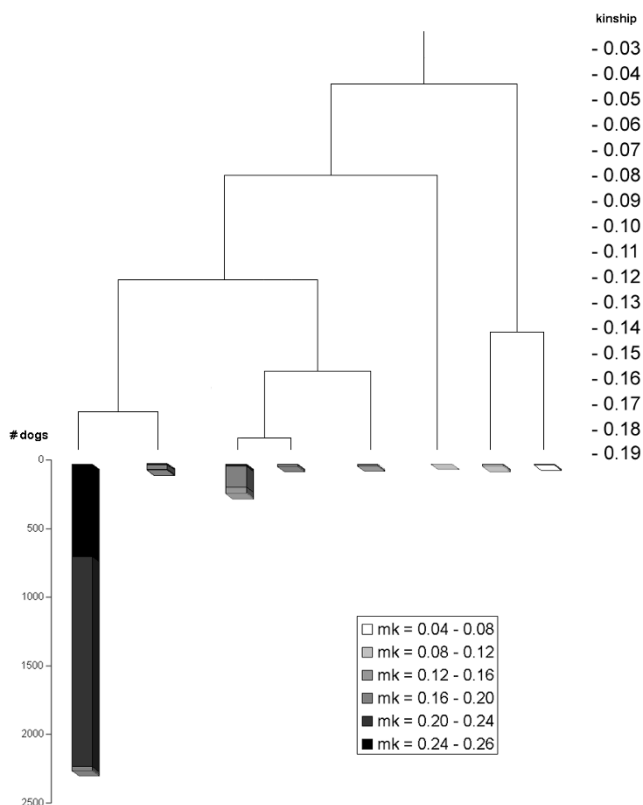 kinship
- 0.03
- 0.04
- 0.05
- 0.06
- 0.07
- 0.08
- 0.09
- 0.10
- 0.11
- 0.12
- 0.13
- 0.14
- 0.15
- 0.16
- 0.17
- 0.18
- 0.19
# dogs
0
500
1000
1500
2000
2500
mk = 0.04 - 0.08
mk = 0.08 - 0.12
mk = 0.12 - 0.16
mk = 0.16 - 0.20
mk = 0.20 - 0.24
mk = 0.24 - 0.26